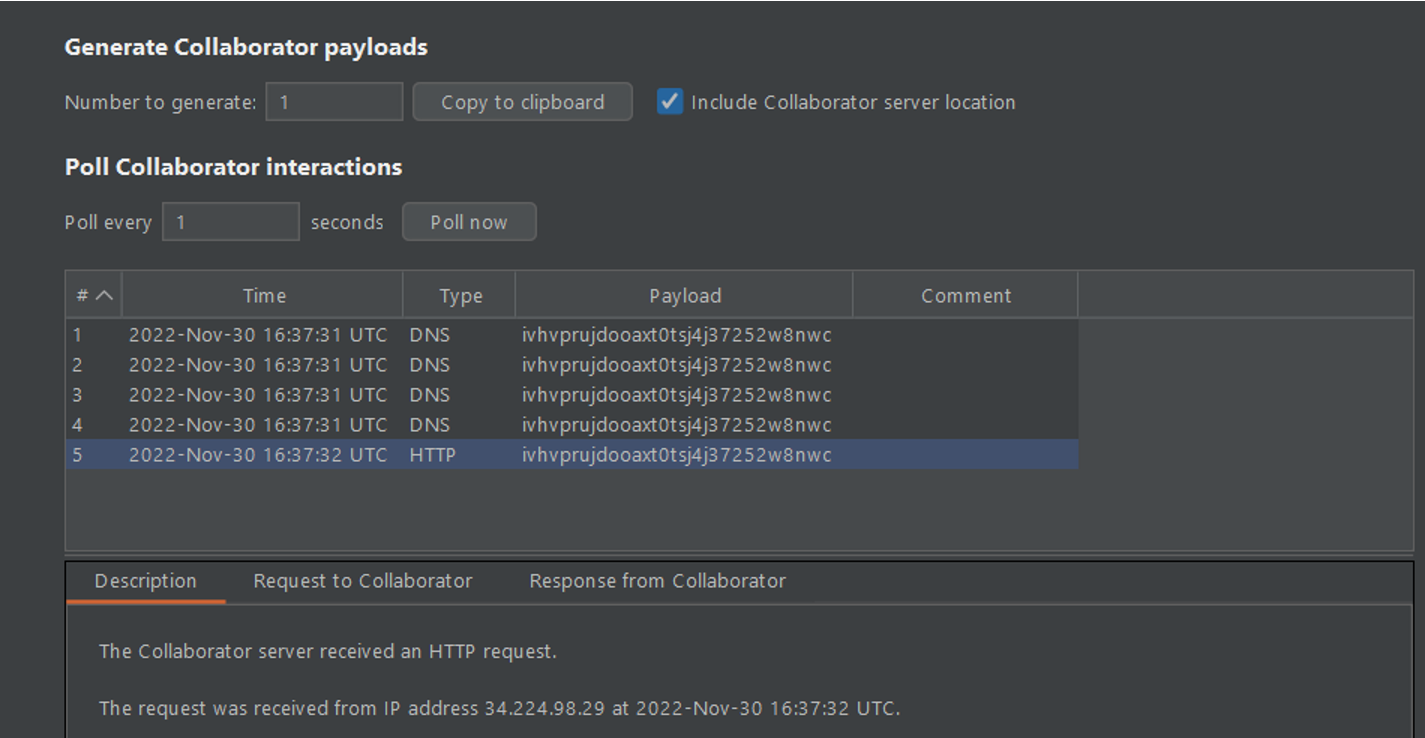 Generate Collaborator payloads
Number to generate: 1 Copy to clipboard Include Collaborator server location
Poll Collaborator interactions
Poll every 1 seconds Poll now
# Time Type Payload Comment
1 2022-Nov-30 16:37:31 UTC DNS ivhvprujdooaxt0tsj4j37252w8nwc
2 2022-Nov-30 16:37:31 UTC DNS ivhvprujdooaxt0tsj4j37252w8nwc
3 2022-Nov-30 16:37:31 UTC DNS ivhvprujdooaxt0tsj4j37252w8nwc
4 2022-Nov-30 16:37:31 UTC DNS ivhvprujdooaxt0tsj4j37252w8nwc
5 2022-Nov-30 16:37:32 UTC HTTP ivhvprujdooaxt0tsj4j37252w8nwc
Description Request to Collaborator Response from Collaborator
The Collaborator server received an HTTP request.
The request was received from IP address 34.224.98.29 at 2022-Nov-30 16:37:32 UTC.